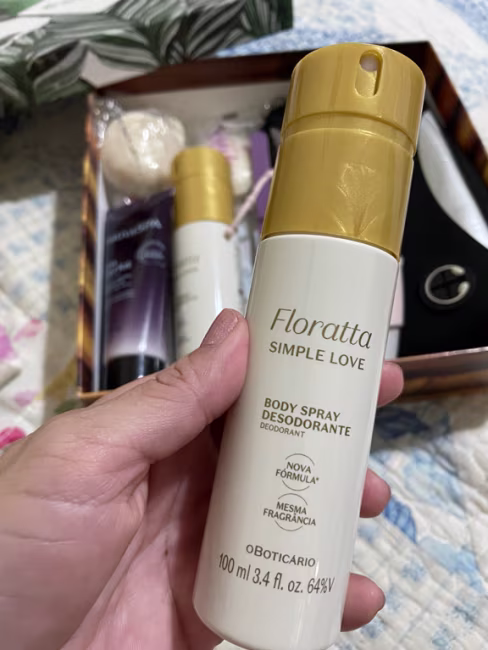 Floratta
SIMPLE LOVE
BODY SPRAY
DESODORANTE
DEODORANT
NOVA
FÓRMULA*
MESMA
FRAGRÂNCIA
OBOTICÁRIO
100 ml 3.4 fl. oz. 64%V